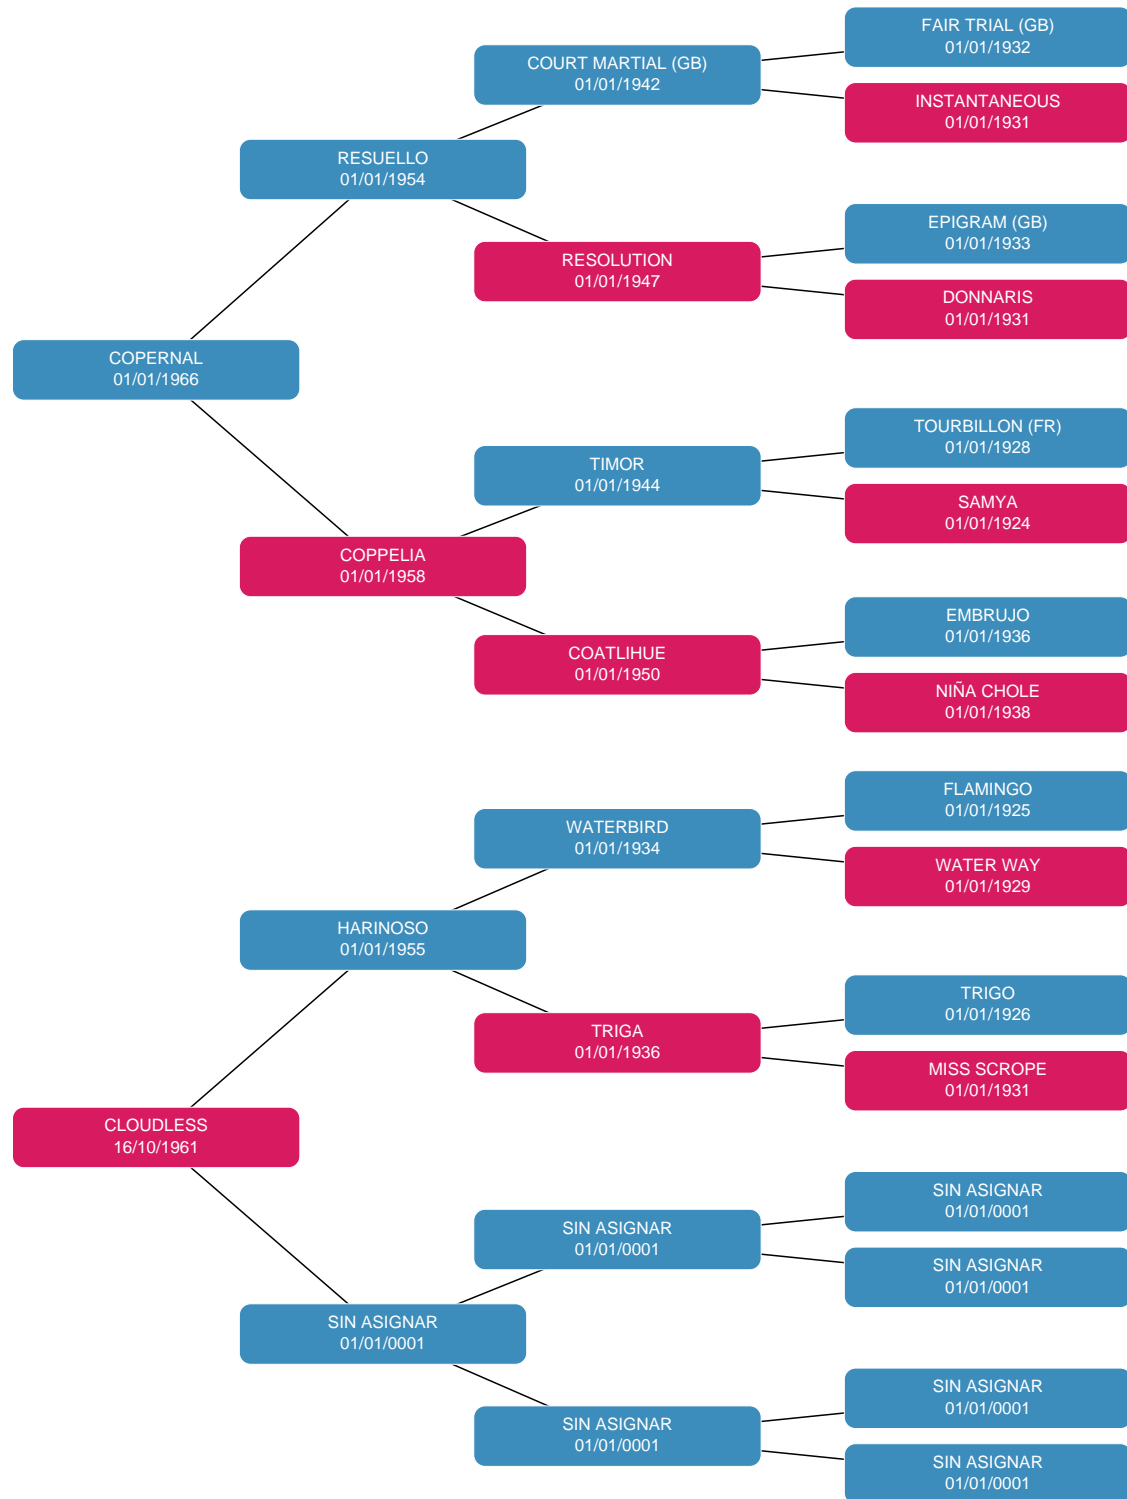 FAIR TRIAL (GB)
01/01/1932
COURT MARTIAL (GB)
01/01/1942
INSTANTANEOUS
01/01/1931
RESUELLO
01/01/1954
EPIGRAM (GB)
01/01/1933
RESOLUTION
01/01/1947
DONNARIS
01/01/1931
COPERNAL
01/01/1966
TOURBILLON (FR)
01/01/1928
TIMOR
01/01/1944
SAMYA
01/01/1924
COPPELIA
01/01/1958
EMBRUJO
01/01/1936
COATLIHUE
01/01/1950
NIÑA CHOLE
01/01/1938
FLAMINGO
01/01/1925
WATERBIRD
01/01/1934
WATER WAY
01/01/1929
HARINOSO
01/01/1955
TRIGO
01/01/1926
TRIGA
01/01/1936
MISS SCROPE
01/01/1931
CLOUDLESS
16/10/1961
SIN ASIGNAR
01/01/0001
SIN ASIGNAR
01/01/0001
SIN ASIGNAR
01/01/0001
SIN ASIGNAR
01/01/0001
SIN ASIGNAR
01/01/0001
SIN ASIGNAR
01/01/0001
SIN ASIGNAR
01/01/0001